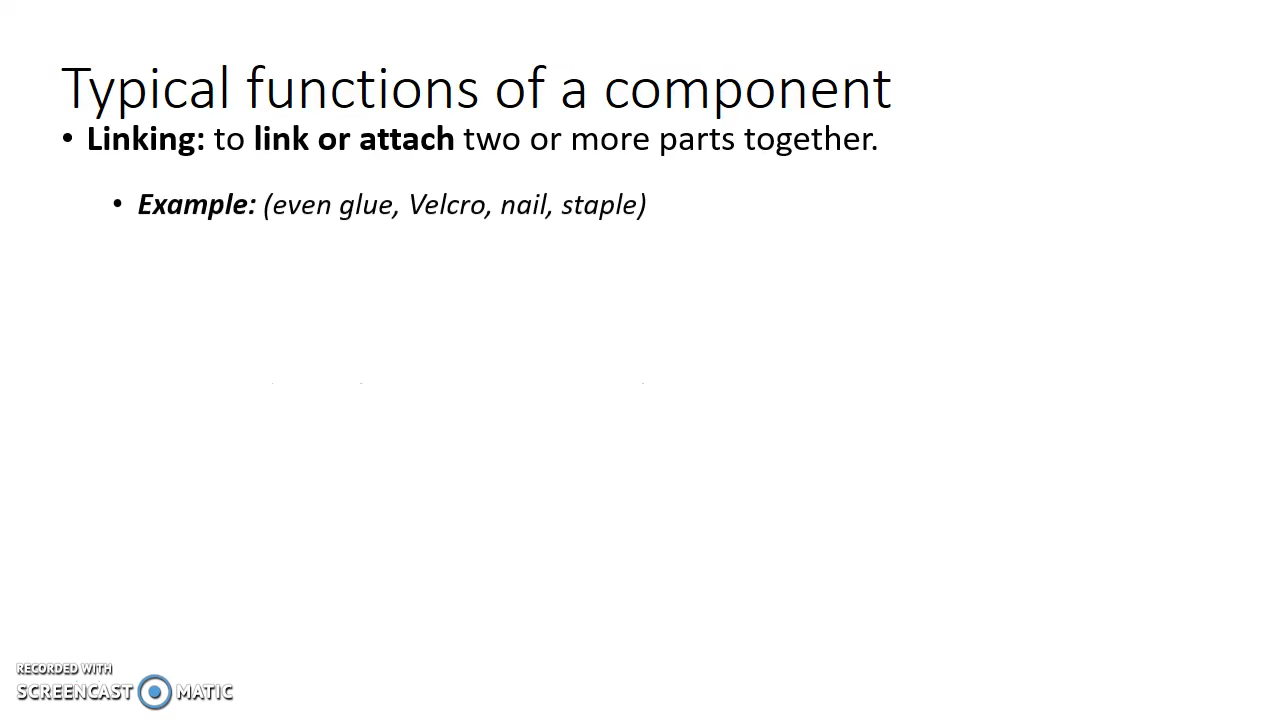 Typical functions of a component
• Linking: to link or attach two or more parts together.
• Example: (even glue, Velcro, nail, staple)
RECORDED WITH
SCREENCAST MATIC